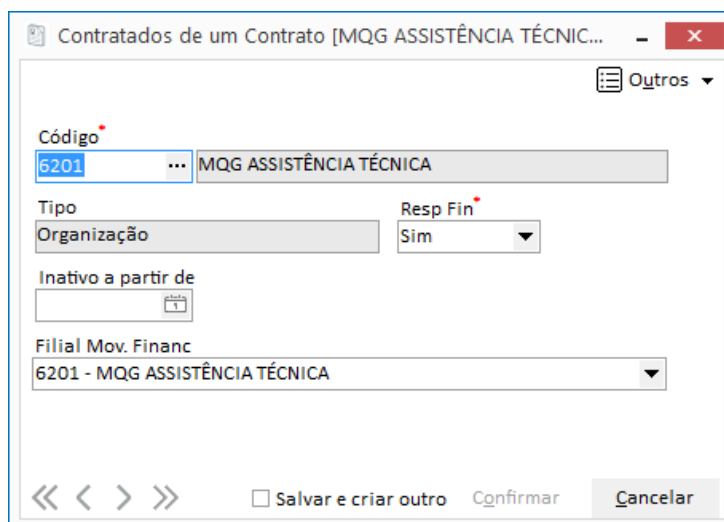 Contratados de um Contrato [MQG ASSISTÊNCIA TÉCNIC...
Outros
Código*
6201 ... MQG ASSISTÊNCIA TÉCNICA
Tipo Resp Fin*
Organização Sim
Inativo a partir de
Filial Mov. Financ
6201 - MQG ASSISTÊNCIA TÉCNICA
Salvar e criar outro Confirmar Cancelar